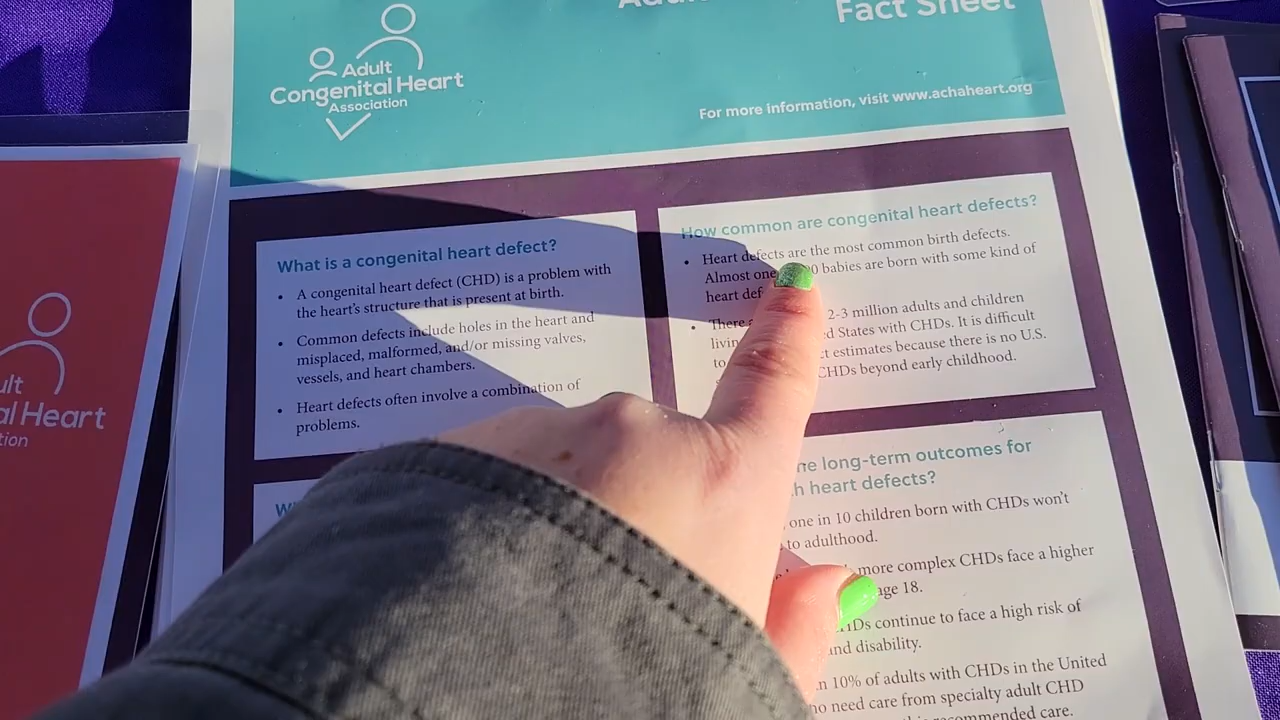 Fact Sheet
Adult
Congenital Heart
Association
For more information, visit www.achaheart.org
What is a congenital heart defect?
• A congenital heart defect (CHD) is a problem with
the heart's structure that is present at birth.
• Common defects include holes in the heart and
misplaced, malformed, and/or missing valves,
vessels, and heart chambers.
• Heart defects often involve a combination of
problems.
How common are congenital heart defects?
• Heart defects are the most common birth defects.
Almost one babies are born with some kind of
heart
• There 2-3 million adults and children
States with CHDs. It is difficult
to estimates because there is no U.S.
CHDs beyond early childhood.
long-term outcomes for
heart defects?
one in 10 children born with CHDs won't
to adulthood.
more complex CHDs face a higher
age 18.
continue to face a high risk of
and disability.
10% of adults with CHDs in the United
who need care from specialty adult CHD
this recommended care.
al Heart